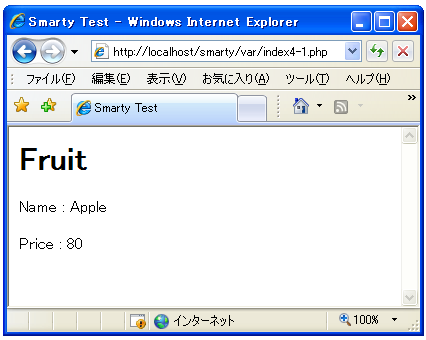 Smarty Test - Windows Internet Explorer
http://localhost/smarty/var/index4-1.php
ファイル(F) 編集(E) 表示(V) お気に入り(A) ツール(T) ヘルプ(H)
Smarty Test
Fruit
Name : Apple
Price : 80
インターネット 100%